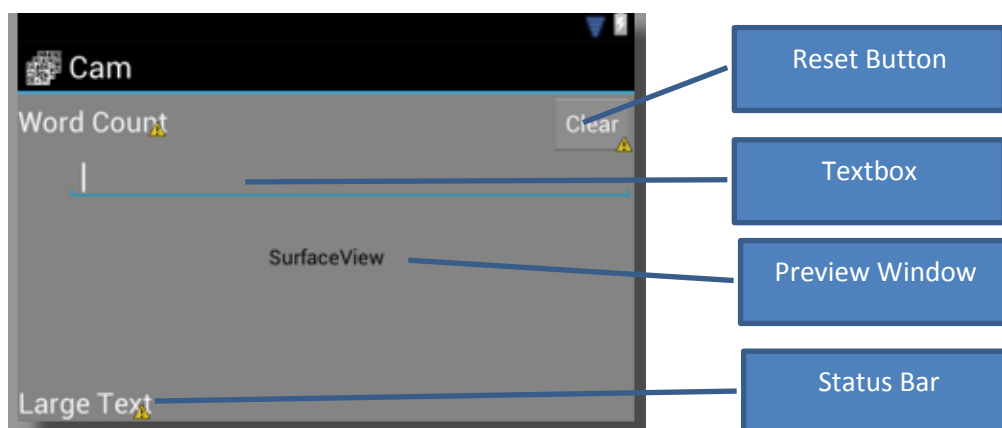 Cam
Reset Button
Word Count
Clear
Textbox
SurfaceView
Preview Window
Status Bar
Large Text